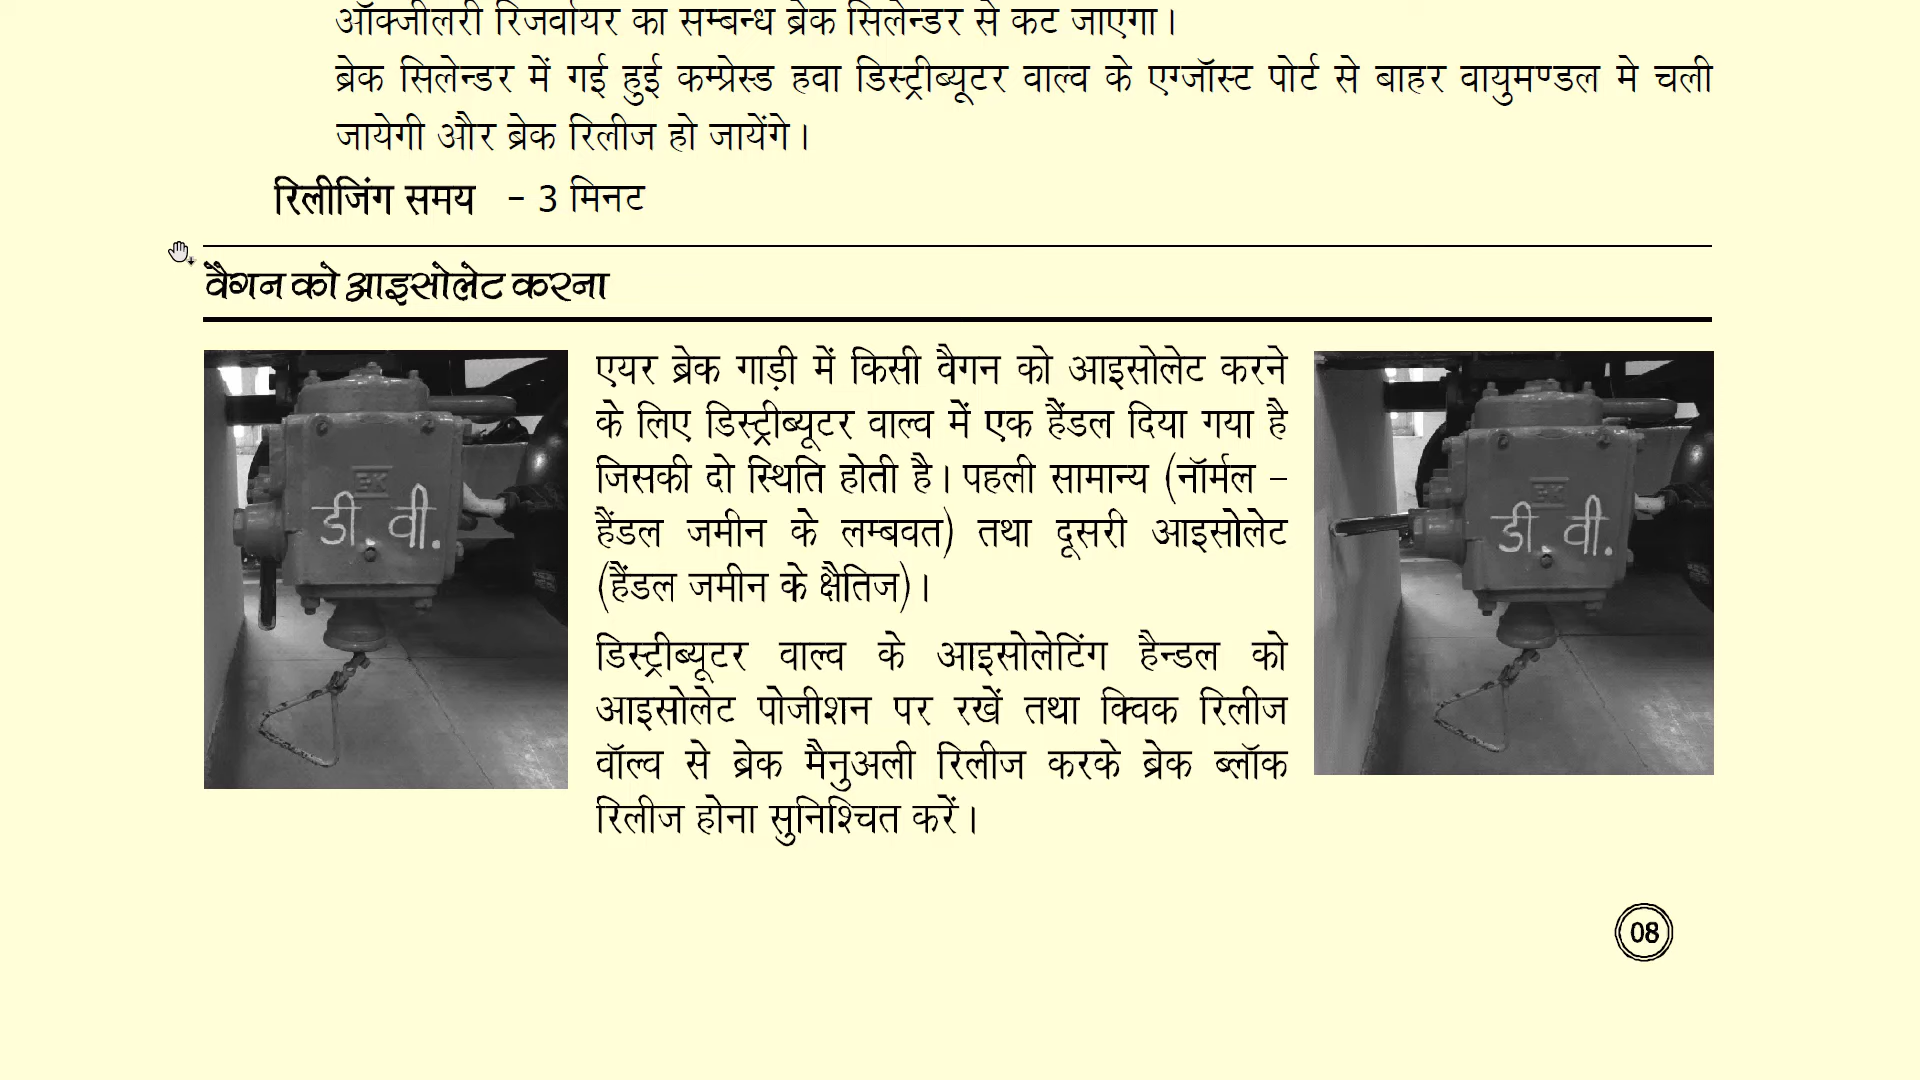 ऑक्जीलरी रिजर्वायर का सम्बन्ध ब्रेक सिलेन्डर से कट जाएगा।
ब्रेक सिलेन्डर में गई हुई कम्प्रेस्ड हवा डिस्ट्रीब्यूटर वाल्व के एग्जॉस्ट पोर्ट से बाहर वायुमण्डल मे चली
जायेगी और ब्रेक रिलीज हो जायेंगे।
रिलीजिंग समय – 3 मिनट
वैगन को आइसोलेट करना
एयर ब्रेक गाड़ी में किसी वैगन को आइसोलेट करने
के लिए डिस्ट्रीब्यूटर वाल्व में एक हैंडल दिया गया है
जिसकी दो स्थिति होती है। पहली सामान्य (नॉर्मल –
हैंडल जमीन के लम्बवत) तथा दूसरी आइसोलेट
(हैंडल जमीन के क्षैतिज)।
डिस्ट्रीब्यूटर वाल्व के आइसोलेटिंग हैन्डल को
आइसोलेट पोजीशन पर रखें तथा क्विक रिलीज
वॉल्व से ब्रेक मैनुअली रिलीज करके ब्रेक ब्लॉक
रिलीज होना सुनिश्चित करें।
EK
डी. वी.
EK
डी. वी.
08